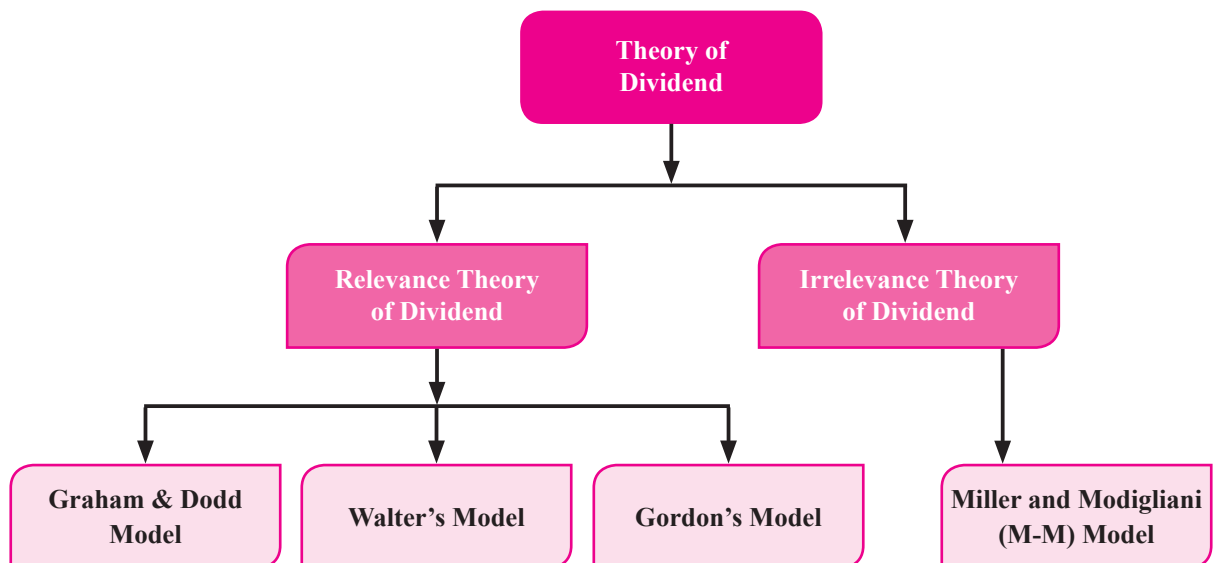 Theory of
Dividend
Relevance Theory
of Dividend
Irrelevance Theory
of Dividend
Graham & Dodd
Model
Walter’s Model
Gordon’s Model
Miller and Modigliani
(M-M) Model